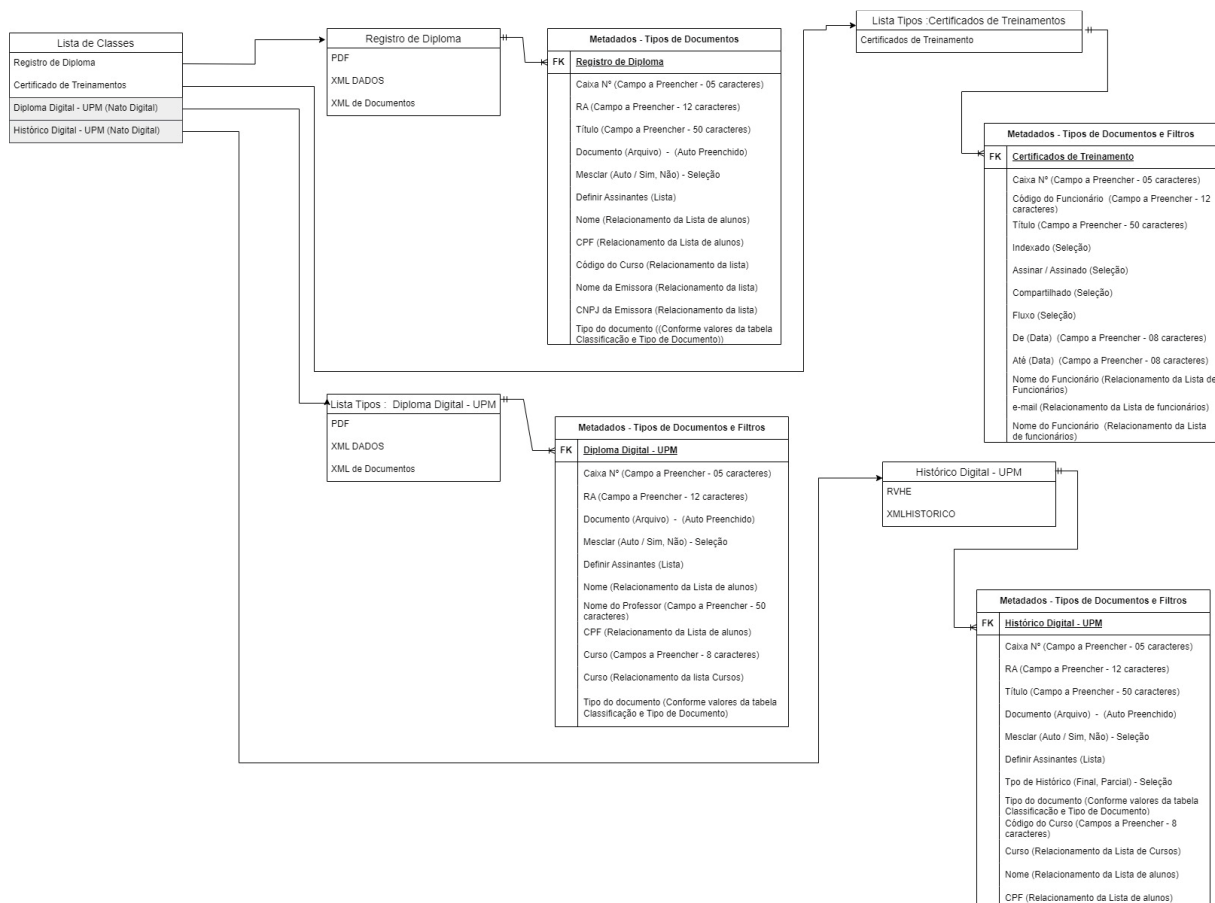 Lista de Classes
Registro de Diploma
Certificado de Treinamentos
Diploma Digital - UPM (Nato Digital)
Histórico Digital - UPM (Nato Digital)
Registro de Diploma
PDF
XML DADOS
XML de Documentos
Metadados - Tipos de Documentos
FK Registro de Diploma
Caixa Nº (Campo a Preencher - 05 caracteres)
RA (Campo a Preencher - 12 caracteres)
Título (Campo a Preencher - 50 caracteres)
Documento (Arquivo) - (Auto Preenchido)
Mesclar (Auto / Sim, Não) - Seleção
Definir Assinantes (Lista)
Nome (Relacionamento da Lista de alunos)
CPF (Relacionamento da Lista de alunos)
Código do Curso (Relacionamento da lista)
Nome da Emissora (Relacionamento da lista)
CNPJ da Emissora (Relacionamento da lista)
Tipo do documento ((Conforme valores da tabela
Classificação e Tipo de Documento))
Lista Tipos :Certificados de Treinamentos
Certificados de Treinamento
Metadados - Tipos de Documentos e Filtros
FK Certificados de Treinamento
Caixa Nº (Campo a Preencher - 05 caracteres)
Código do Funcionário (Campo a Preencher - 12
caracteres)
Título (Campo a Preencher - 50 caracteres)
Indexado (Seleção)
Assinar / Assinado (Seleção)
Compartilhado (Seleção)
Fluxo (Seleção)
De (Data) (Campo a Preencher - 08 caracteres)
Até (Data) (Campo a Preencher - 08 caracteres)
Nome do Funcionário (Relacionamento da Lista de
Funcionários)
e-mail (Relacionamento da Lista de funcionários)
Nome do Funcionário (Relacionamento da Lista
de funcionários)
Lista Tipos : Diploma Digital - UPM
PDF
XML DADOS
XML de Documentos
Metadados - Tipos de Documentos e Filtros
FK Diploma Digital - UPM
Caixa Nº (Campo a Preencher - 05 caracteres)
RA (Campo a Preencher - 12 caracteres)
Documento (Arquivo) - (Auto Preenchido)
Mesclar (Auto / Sim, Não) - Seleção
Definir Assinantes (Lista)
Nome (Relacionamento da Lista de alunos)
Nome do Professor (Campo a Preencher - 50
caracteres)
CPF (Relacionamento da Lista de alunos)
Curso (Campos a Preencher - 8 caracteres)
Curso (Relacionamento da lista Cursos)
Tipo do documento (Conforme valores da tabela
Classificação e Tipo de Documento)
Histórico Digital - UPM
RVHE
XMLHISTORICO
Metadados - Tipos de Documentos e Filtros
FK Histórico Digital - UPM
Caixa Nº (Campo a Preencher - 05 caracteres)
RA (Campo a Preencher - 12 caracteres)
Título (Campo a Preencher - 50 caracteres)
Documento (Arquivo) - (Auto Preenchido)
Mesclar (Auto / Sim, Não) - Seleção
Definir Assinantes (Lista)
Tpo de Histórico (Final, Parcial) - Seleção
Tipo do documento (Conforme valores da tabela
Classificação e Tipo de Documento)
Código do Curso (Campos a Preencher - 8
caracteres)
Curso (Relacionamento da Lista de Cursos)
Nome (Relacionamento da Lista de alunos)
CPF (Relacionamento da Lista de alunos)